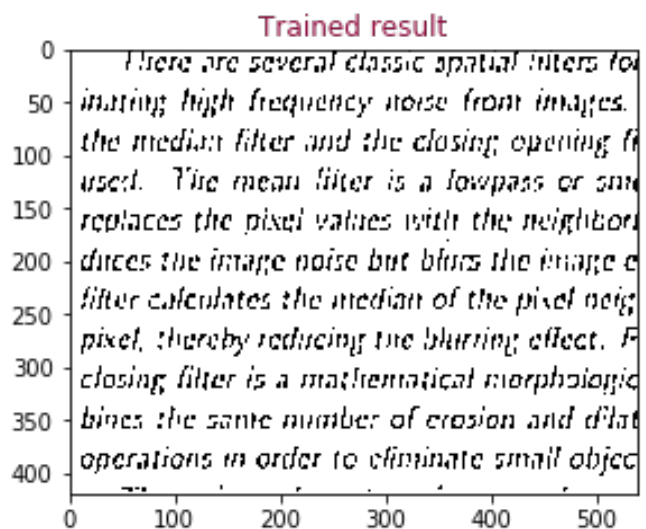 Trained result
0
There are several classic spatial filters for
50
inating high frequency noise from images.
the median filter and the closing opening fi
100
used. The mean filter is a lowpass or smo
150
replaces the pixel values with the neighbor
200
duces the image noise but blurs the image e
filter calculates the median of the pixel neig
250
pixel, thereby reducing the blurring effect. F
300
closing filter is a mathematical morphologic
350
bines the same number of erosion and dilat
400
operations in order to eliminate small objec
0 100 200 300 400 500